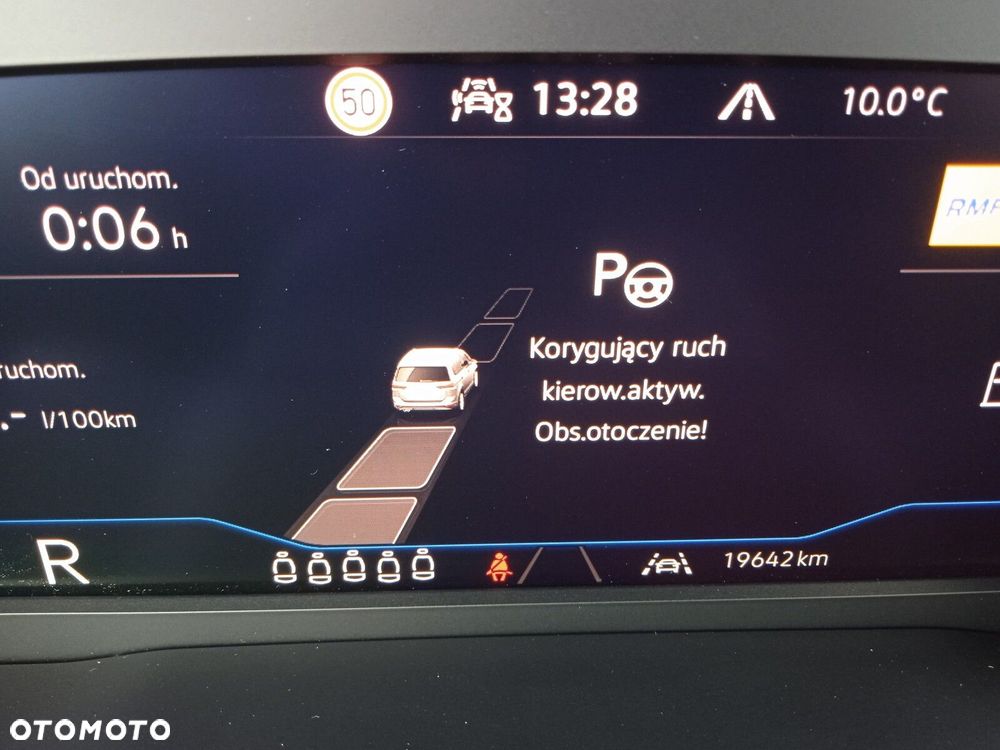 50
13:28
10.0°C
Od uruchom.
0:06 h
RMF
P
Korygujący ruch
kierow.aktyw.
Obs.otoczenie!
ruchom.
.- l/100km
R
19642 km
OTOMOTO